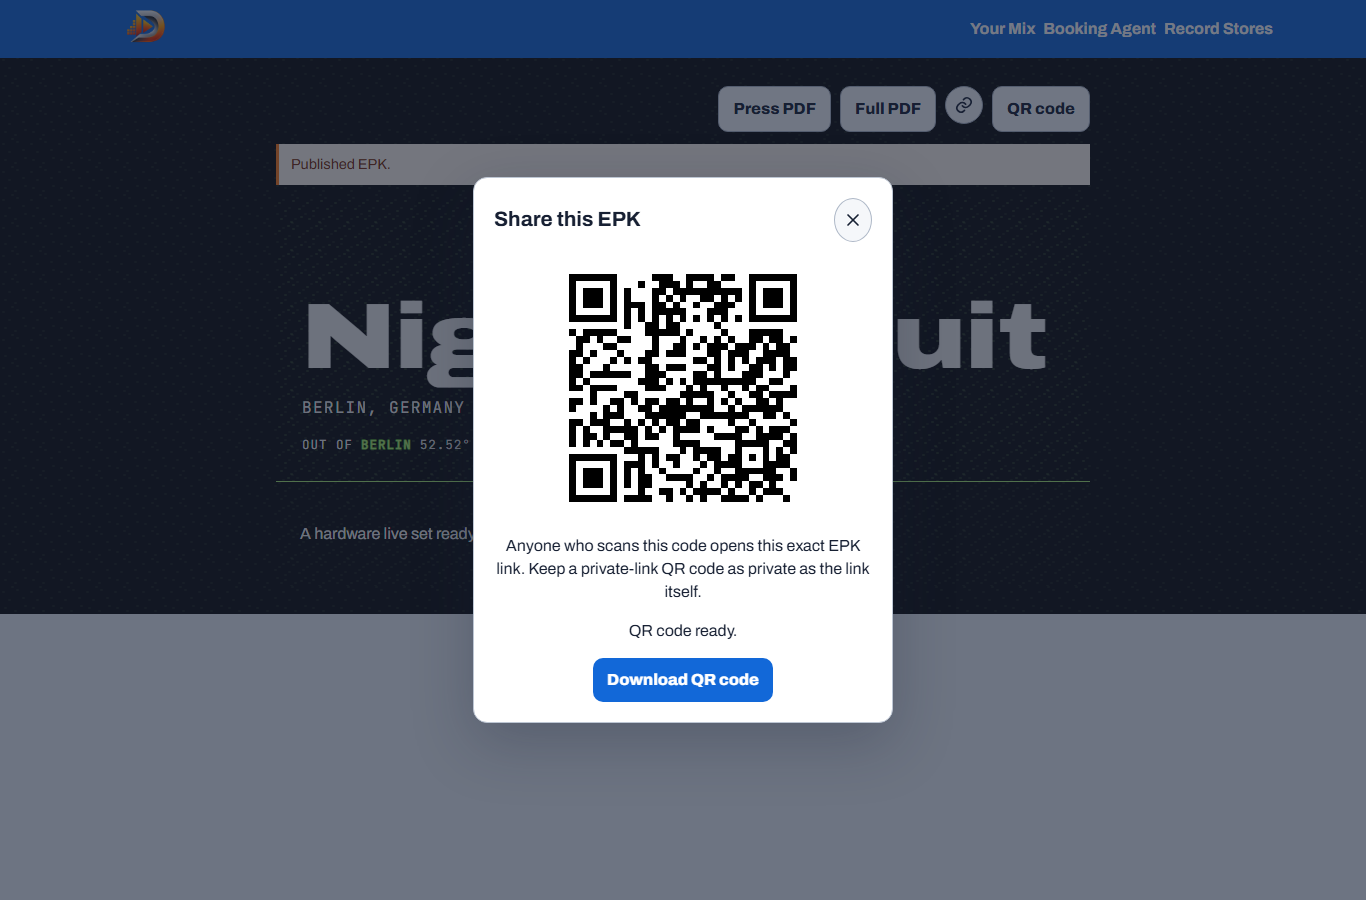 Your Mix Booking Agent Record Stores
Press PDF Full PDF QR code
Published EPK.
Share this EPK
BERLIN, GERMANY
OUT OF BERLIN 52.52°
A hardware live set ready
Anyone who scans this code opens this exact EPK
link. Keep a private-link QR code as private as the link
itself.
QR code ready.
Download QR code